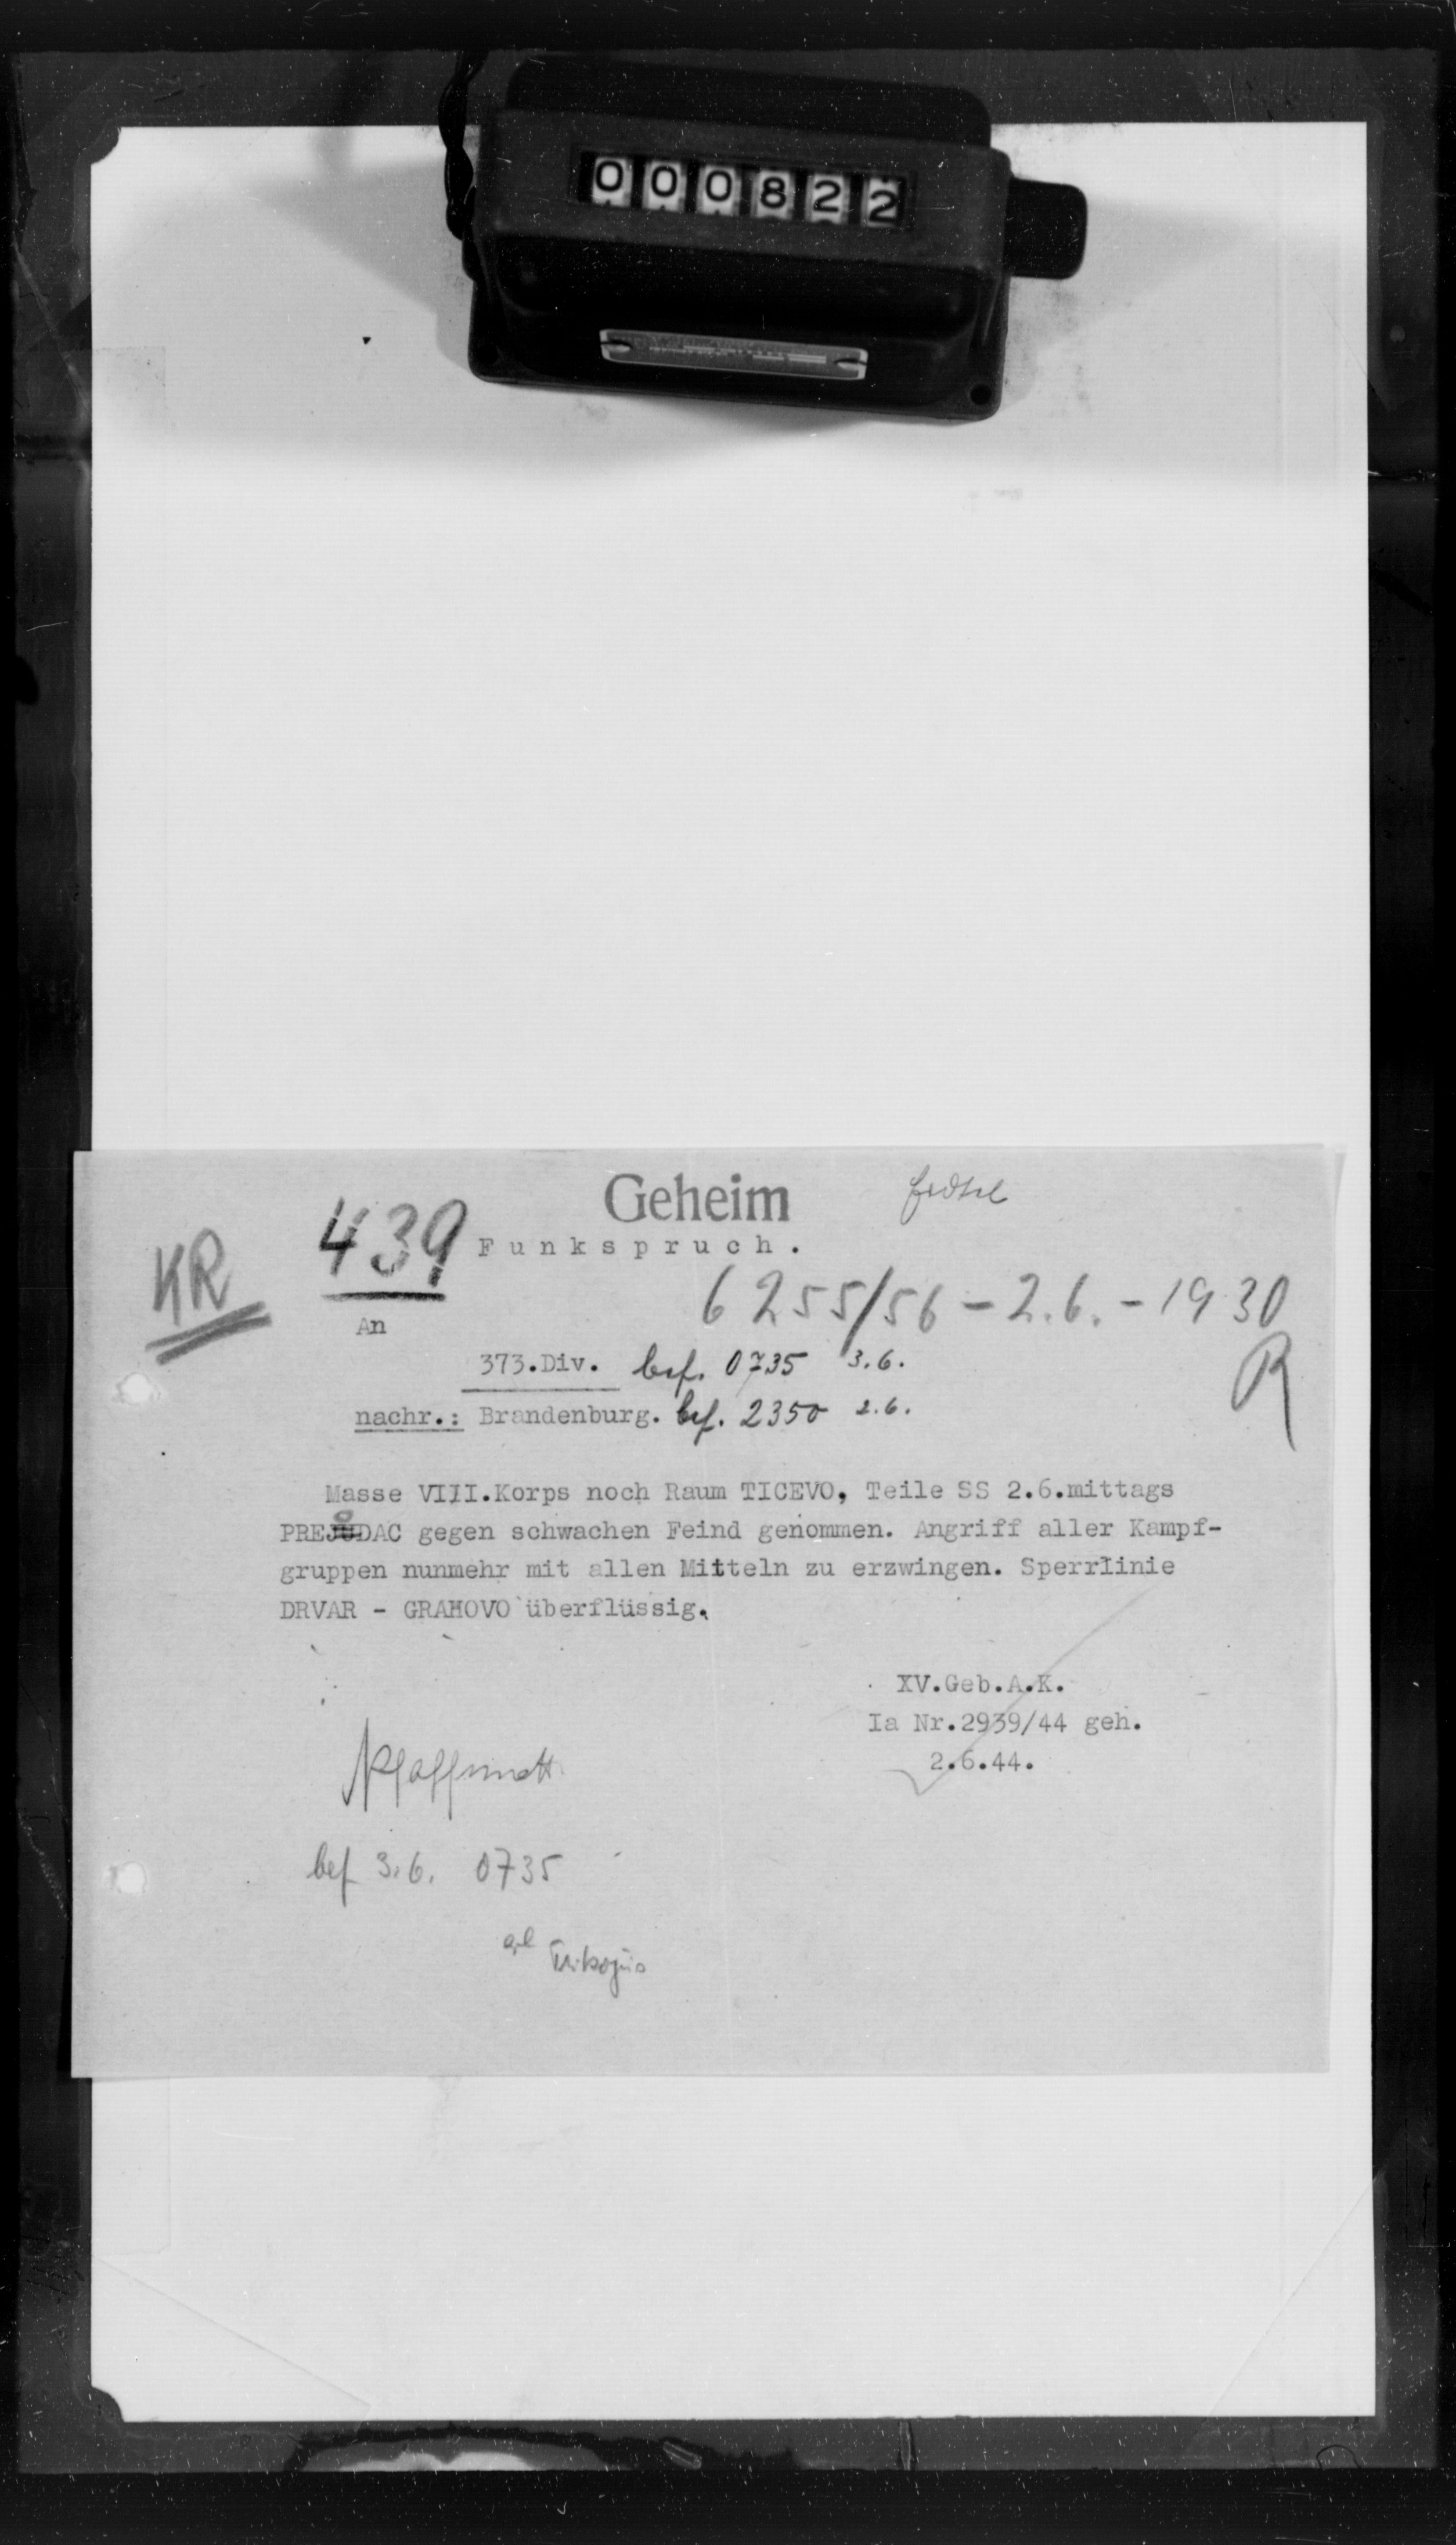 000822
Geheim
439 Funkspruch.
KR
6255/56 - 2.6. - 1930
An
373.Div. bef. 0735 3.6.
R
nachr.: Brandenburg. bef. 2350 2.6.
Masse VIII.Korps noch Raum TICEVO, Teile SS 2.6.mittags
PREODAC gegen schwachen Feind genommen. Angriff aller Kampf-
gruppen nunmehr mit allen Mitteln zu erzwingen. Sperrlinie
DRVAR - GRAHOVO überflüssig.
XV.Geb.A.K.
Ia Nr.2939/44 geh.
2.6.44.
bef 3.6. 0735